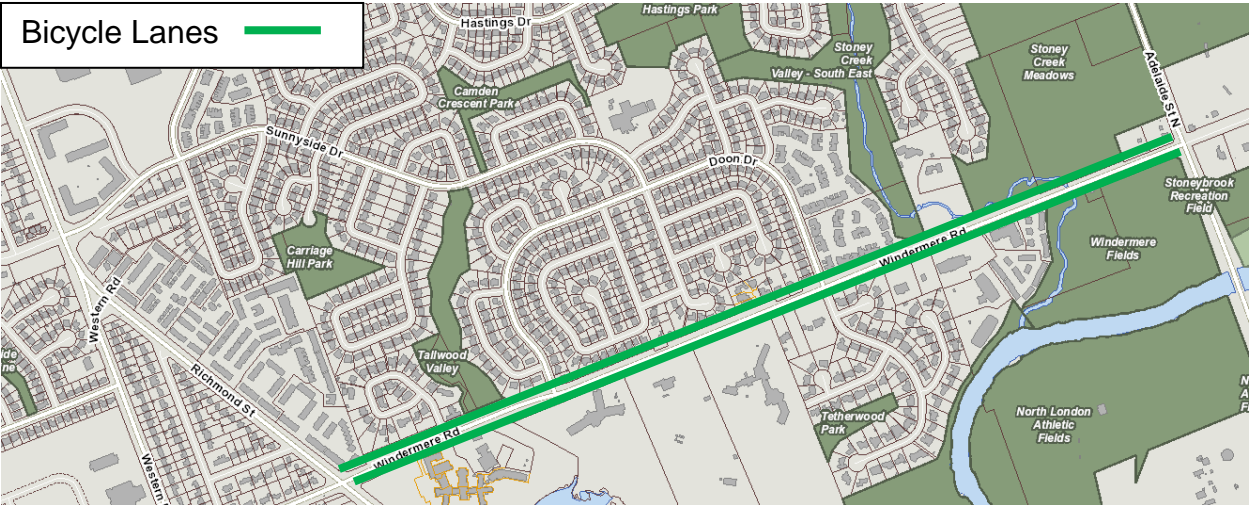 Bicycle Lanes
Hastings Dr
Hastings Park
Stoney
Creek
Valley - South East
Stoney
Creek
Meadows
Adelaide St N
Camden
Crescent Park
Sunnyside Dr
Doon Dr
Stoneybrook
Recreation
Field
Carriage
Hill Park
Windermere Rd
Windermere
Fields
Western Rd
Tallwood
Valley
Richmond St
Tetherwood
Park
North London
Athletic
Fields
Windermere Rd
Western